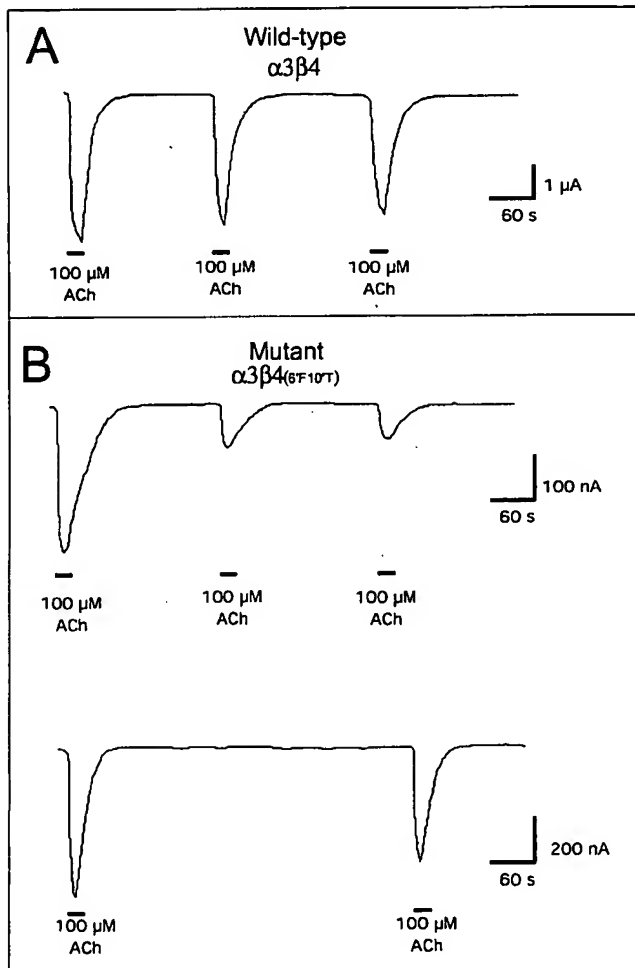 A
Wild-type
α3β4
1 µA
60 s
100 µM
ACh
100 µM
ACh
100 µM
ACh
B
Mutant
α3β4(6'F10'T)
100 nA
60 s
100 µM
ACh
100 µM
ACh
100 µM
ACh
200 nA
60 s
100 µM
ACh
100 µM
ACh